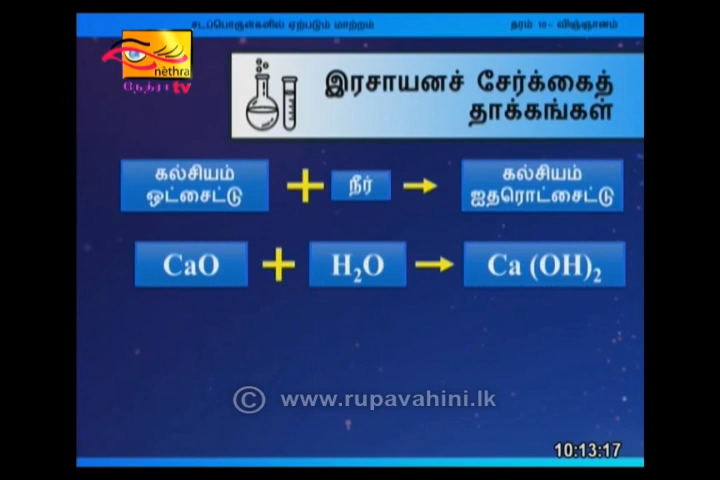 சடப்பொருள்களில் ஏற்படும் மாற்றம் தரம் 10- விஞ்ஞானம்
nethra
நேத்ரா tv
இரசாயனச் சேர்க்கைத்
தாக்கங்கள்
கல்சியம் ஒட்சைட்டு + நீர் → கல்சியம் ஐதரொட்சைட்டு
CaO + H₂O → Ca (OH)₂
© www.rupavahini.lk
10:13:17